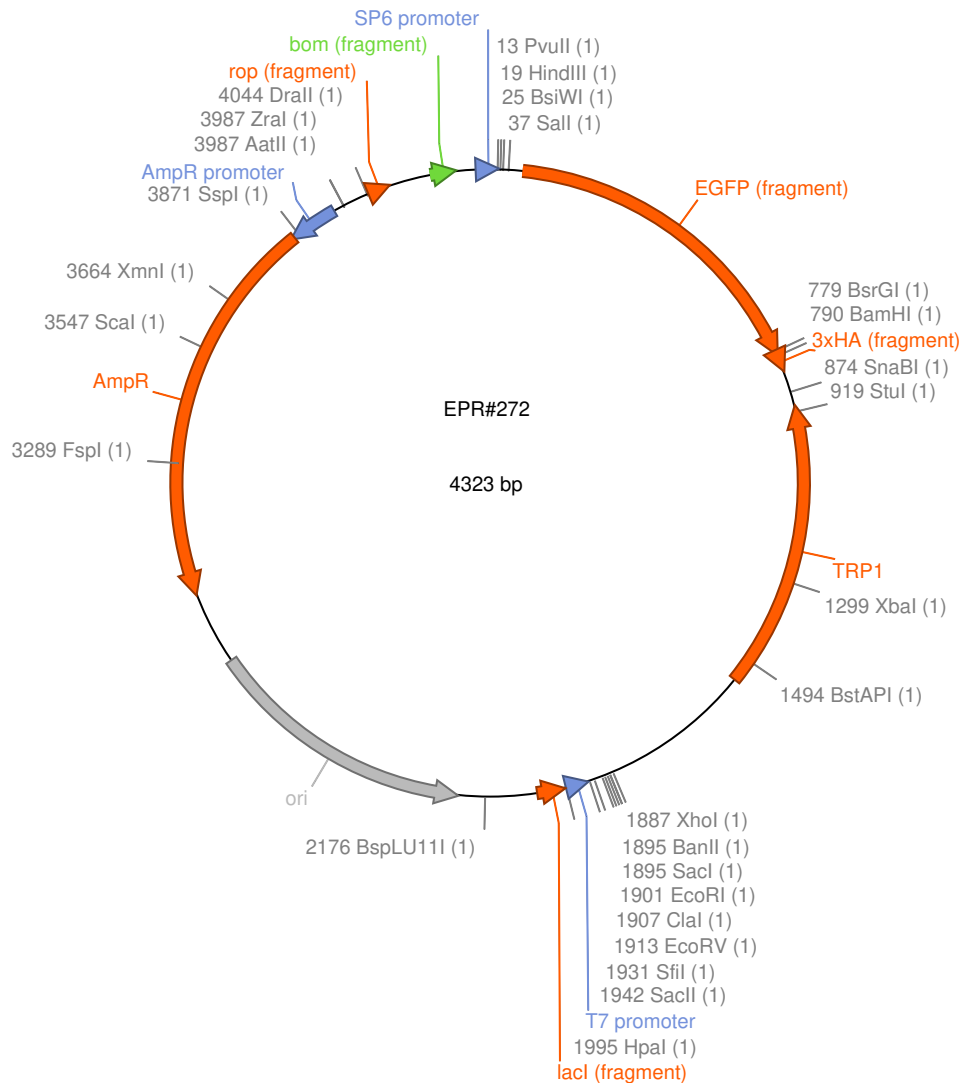 SP6 promoter
bom (fragment)
rop (fragment)
4044 DraII (1)
3987 ZraI (1)
3987 AatII (1)
AmpR promoter
3871 SspI (1)
3664 XmnI (1)
3547 ScaI (1)
AmpR
3289 FspI (1)
13 PvuII (1)
19 HindIII (1)
25 BsiWI (1)
37 SalI (1)
EGFP (fragment)
779 BsrGI (1)
790 BamHI (1)
3xHA (fragment)
874 SnaBI (1)
919 StuI (1)
EPR#272
4323 bp
TRP1
1299 XbaI (1)
1494 BstAPI (1)
ori
2176 BspLU11I (1)
1887 XhoI (1)
1895 BanII (1)
1895 SacI (1)
1901 EcoRI (1)
1907 ClaI (1)
1913 EcoRV (1)
1931 SfiI (1)
1942 SacII (1)
T7 promoter
1995 HpaI (1)
lacI (fragment)